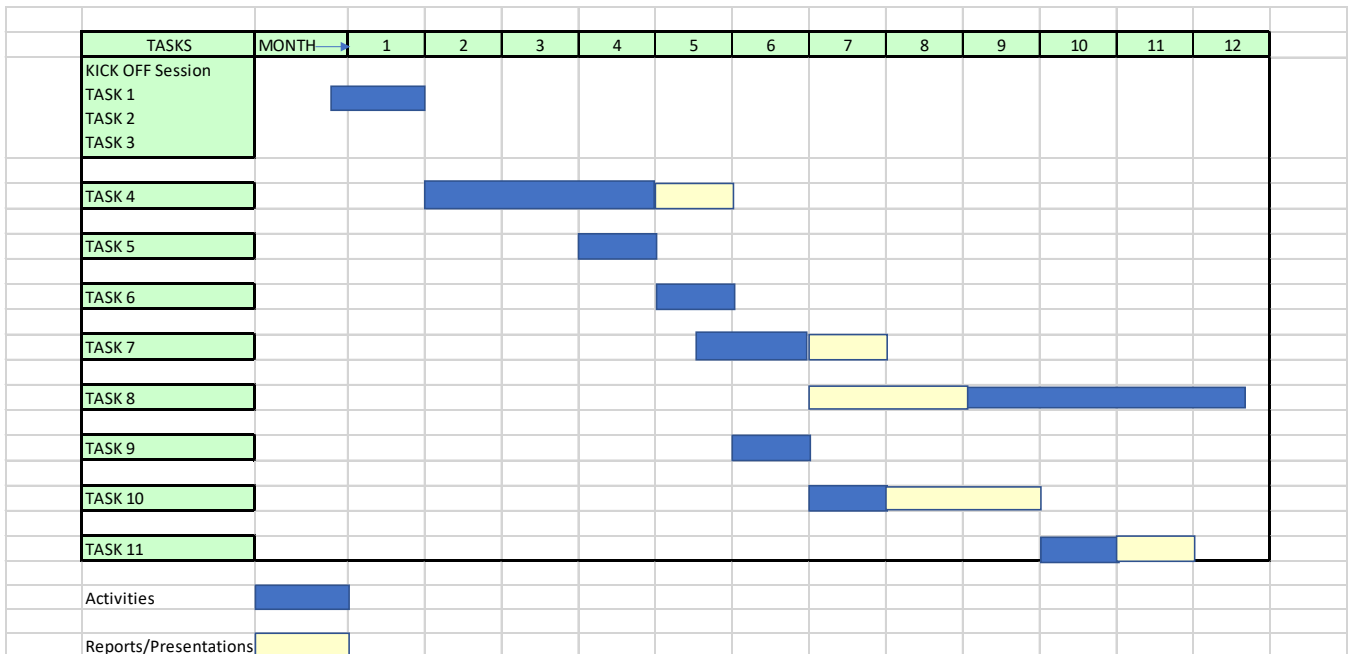 TASKS MONTH 1 2 3 4 5 6 7 8 9 10 11 12
KICK OFF Session
TASK 1
TASK 2
TASK 3
TASK 4
TASK 5
TASK 6
TASK 7
TASK 8
TASK 9
TASK 10
TASK 11
Activities
Reports/Presentations